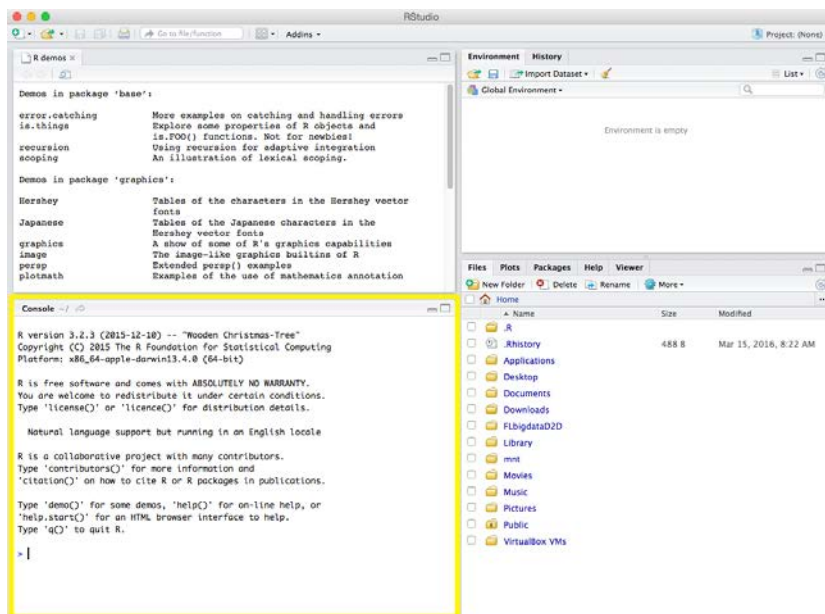 RStudio
Go to file/function Addins Project: (None)
R demos
Demos in package 'base':
error.catching More examples on catching and handling errors
is.things Explore some properties of R objects and
is.FOO() functions. Not for newbies!
recursion Using recursion for adaptive integration
scoping An illustration of lexical scoping.
Demos in package 'graphics':
Hershey Tables of the characters in the Hershey vector
fonts
Japanese Tables of the Japanese characters in the
Hershey vector fonts
graphics A show of some of R's graphics capabilities
image The image-like graphics builtins of R
persp Extended persp() examples
plotmath Examples of the use of mathematics annotation
Console ~/
R version 3.2.3 (2015-12-10) -- "Wooden Christmas-Tree"
Copyright (C) 2015 The R Foundation for Statistical Computing
Platform: x86_64-apple-darwin13.4.0 (64-bit)
R is free software and comes with ABSOLUTELY NO WARRANTY.
You are welcome to redistribute it under certain conditions.
Type 'license()' or 'licence()' for distribution details.
Natural language support but running in an English locale
R is a collaborative project with many contributors.
Type 'contributors()' for more information and
'citation()' on how to cite R or R packages in publications.
Type 'demo()' for some demos, 'help()' for on-line help, or
'help.start()' for an HTML browser interface to help.
Type 'q()' to quit R.
>
Environment History
Import Dataset List
Global Environment
Environment is empty
Files Plots Packages Help Viewer
New Folder Delete Rename More
Home
Name Size Modified
.R
.Rhistory 488 B Mar 15, 2016, 8:22 AM
Applications
Desktop
Documents
Downloads
FLbigdataD2D
Library
mnt
Movies
Music
Pictures
Public
VirtualBox VMs